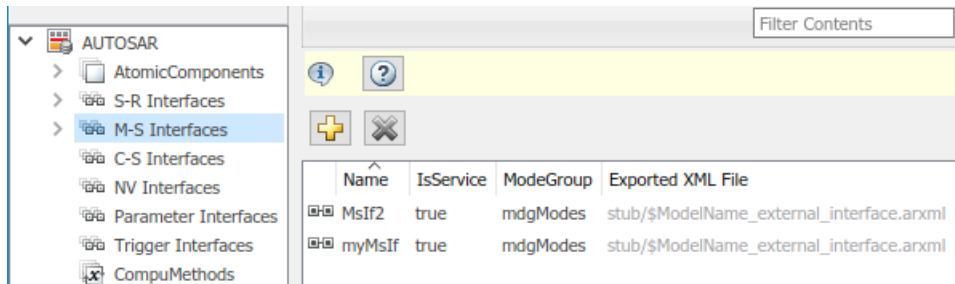 Filter Contents
AUTOSAR
AtomicComponents
S-R Interfaces
M-S Interfaces
C-S Interfaces
NV Interfaces
Parameter Interfaces
Trigger Interfaces
CompuMethods
Name IsService ModeGroup Exported XML File
MsIf2 true mdgModes stub/$ModelName_external_interface.arxml
myMsIf true mdgModes stub/$ModelName_external_interface.arxml